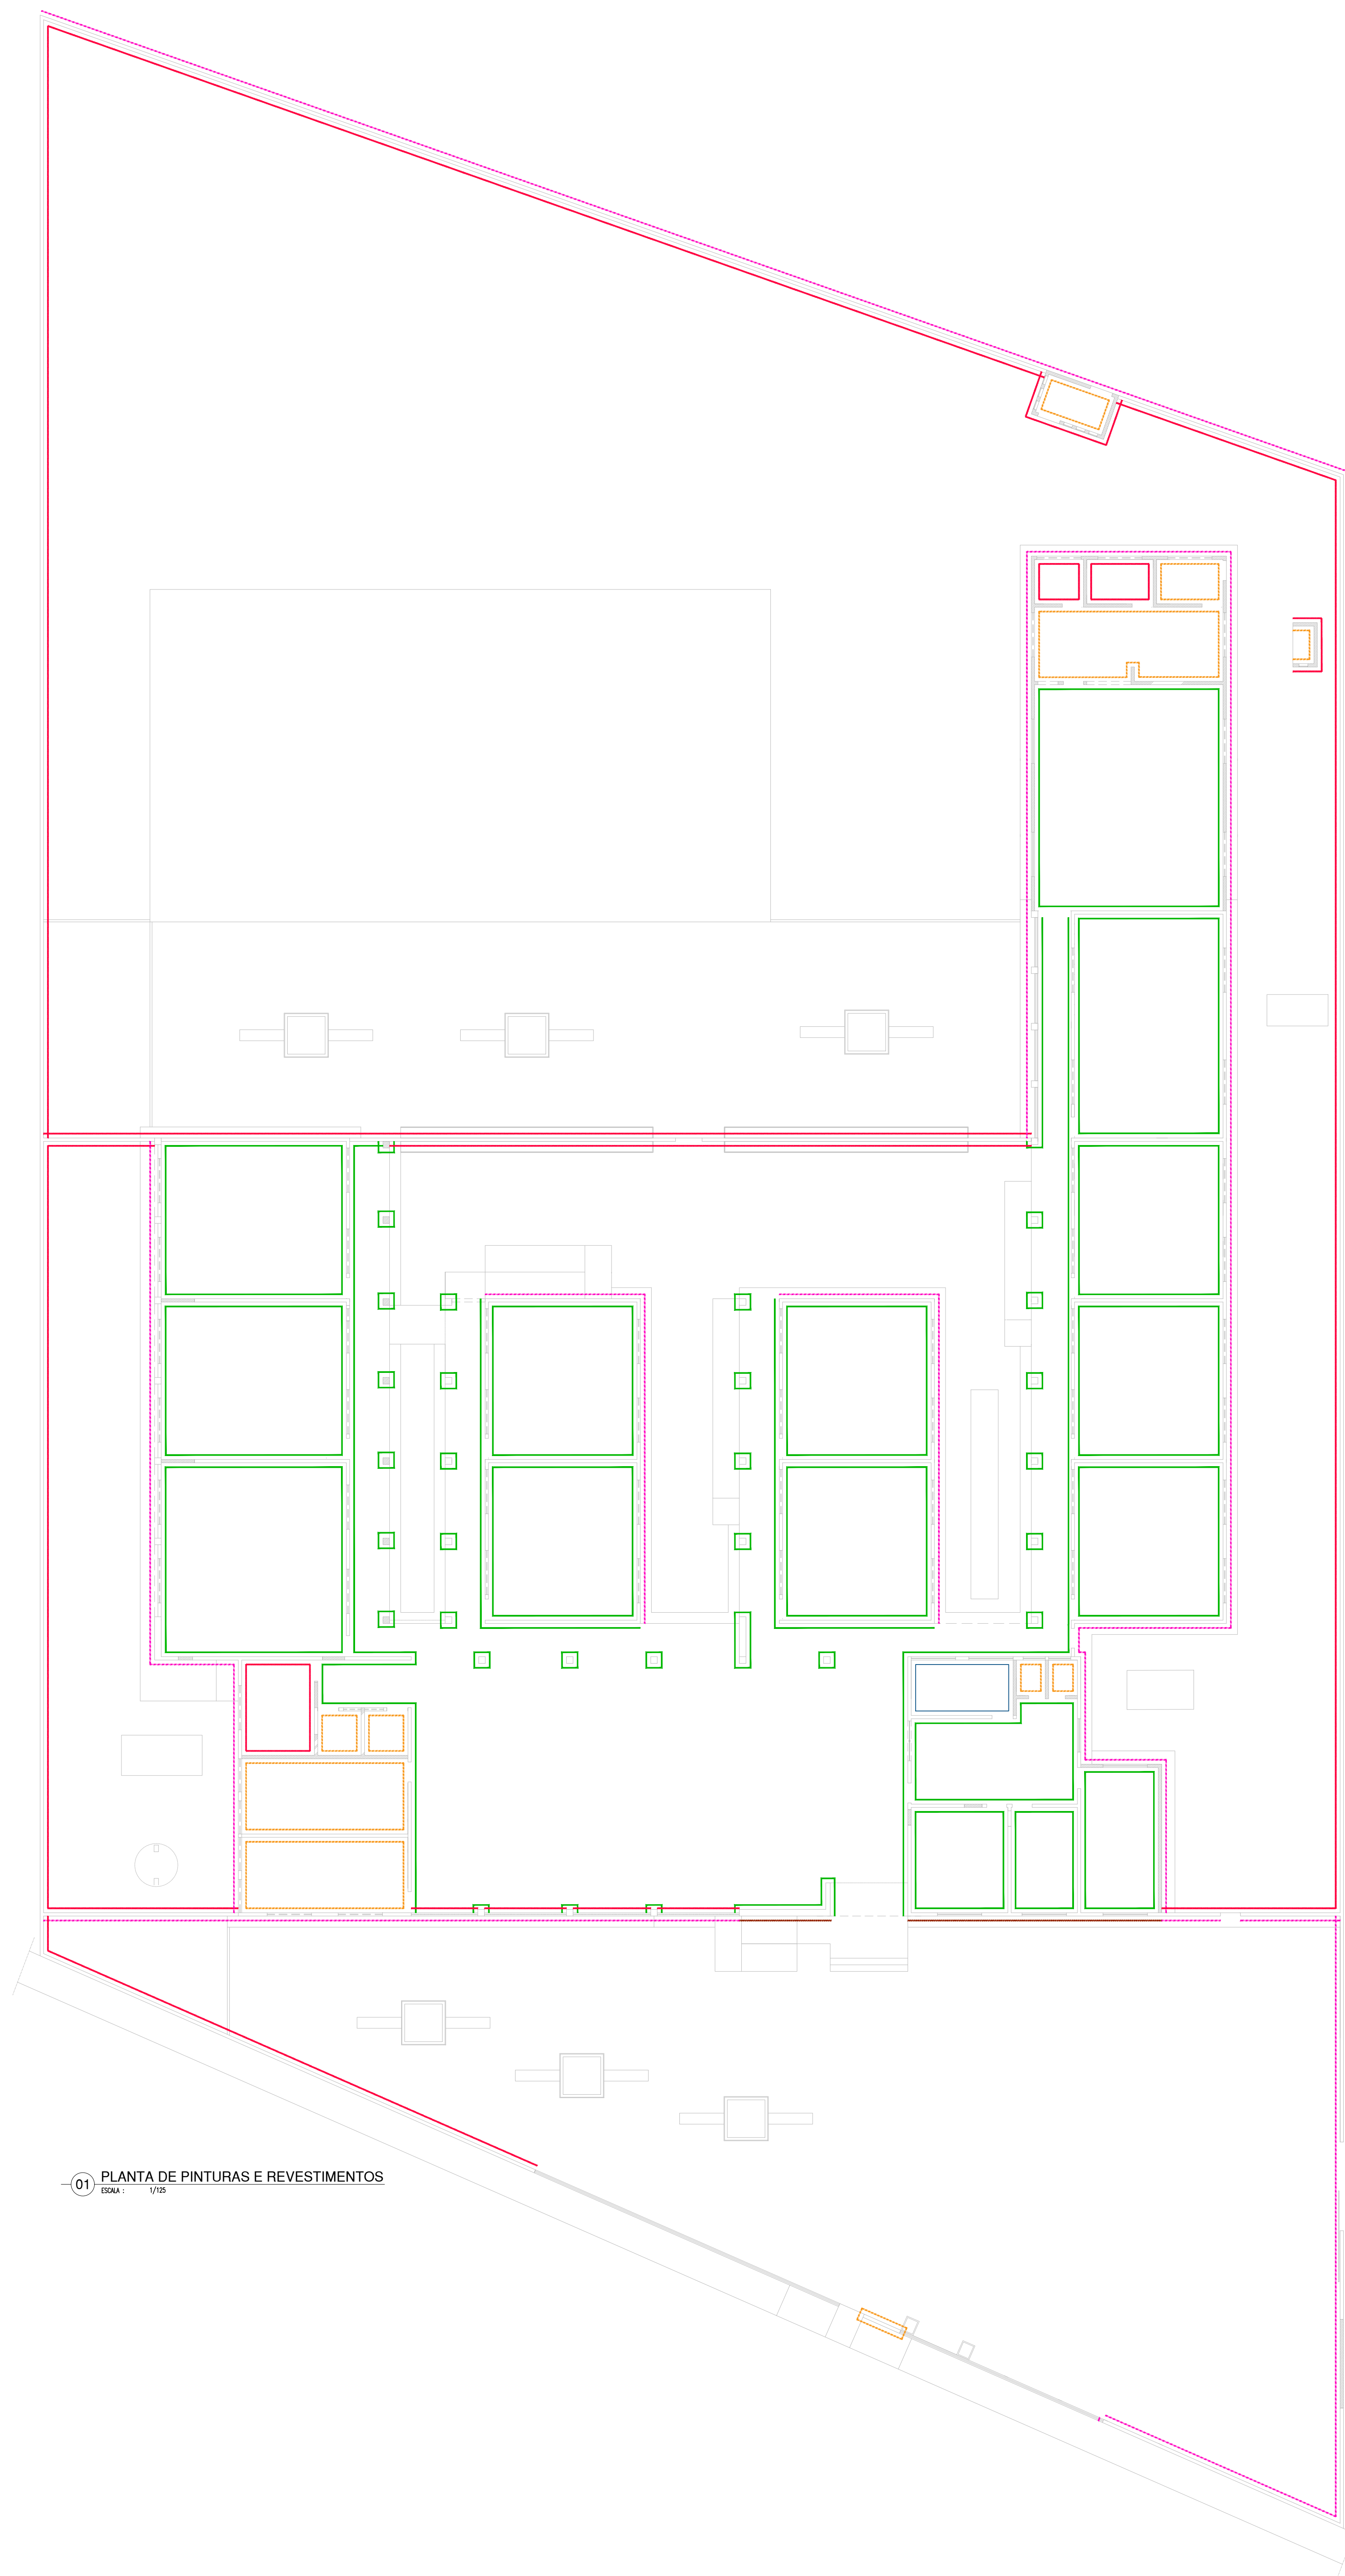 01
PLANTA DE PINTURAS E REVESTIMENTOS
ESCALA : 1/125